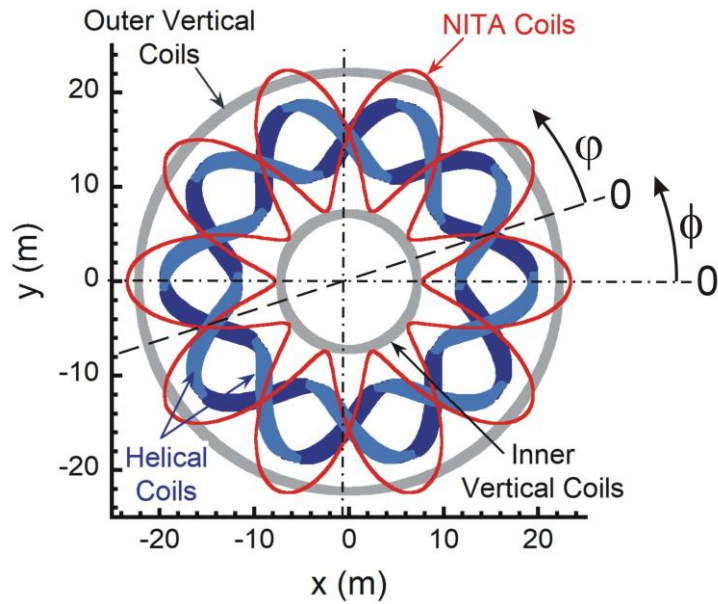 Outer Vertical
Coils
NITA Coils
20
10
0
-10
-20
y (m)
φ
0
ϕ
0
Helical
Coils
Inner
Vertical Coils
-20
-10
0
10
20
x (m)